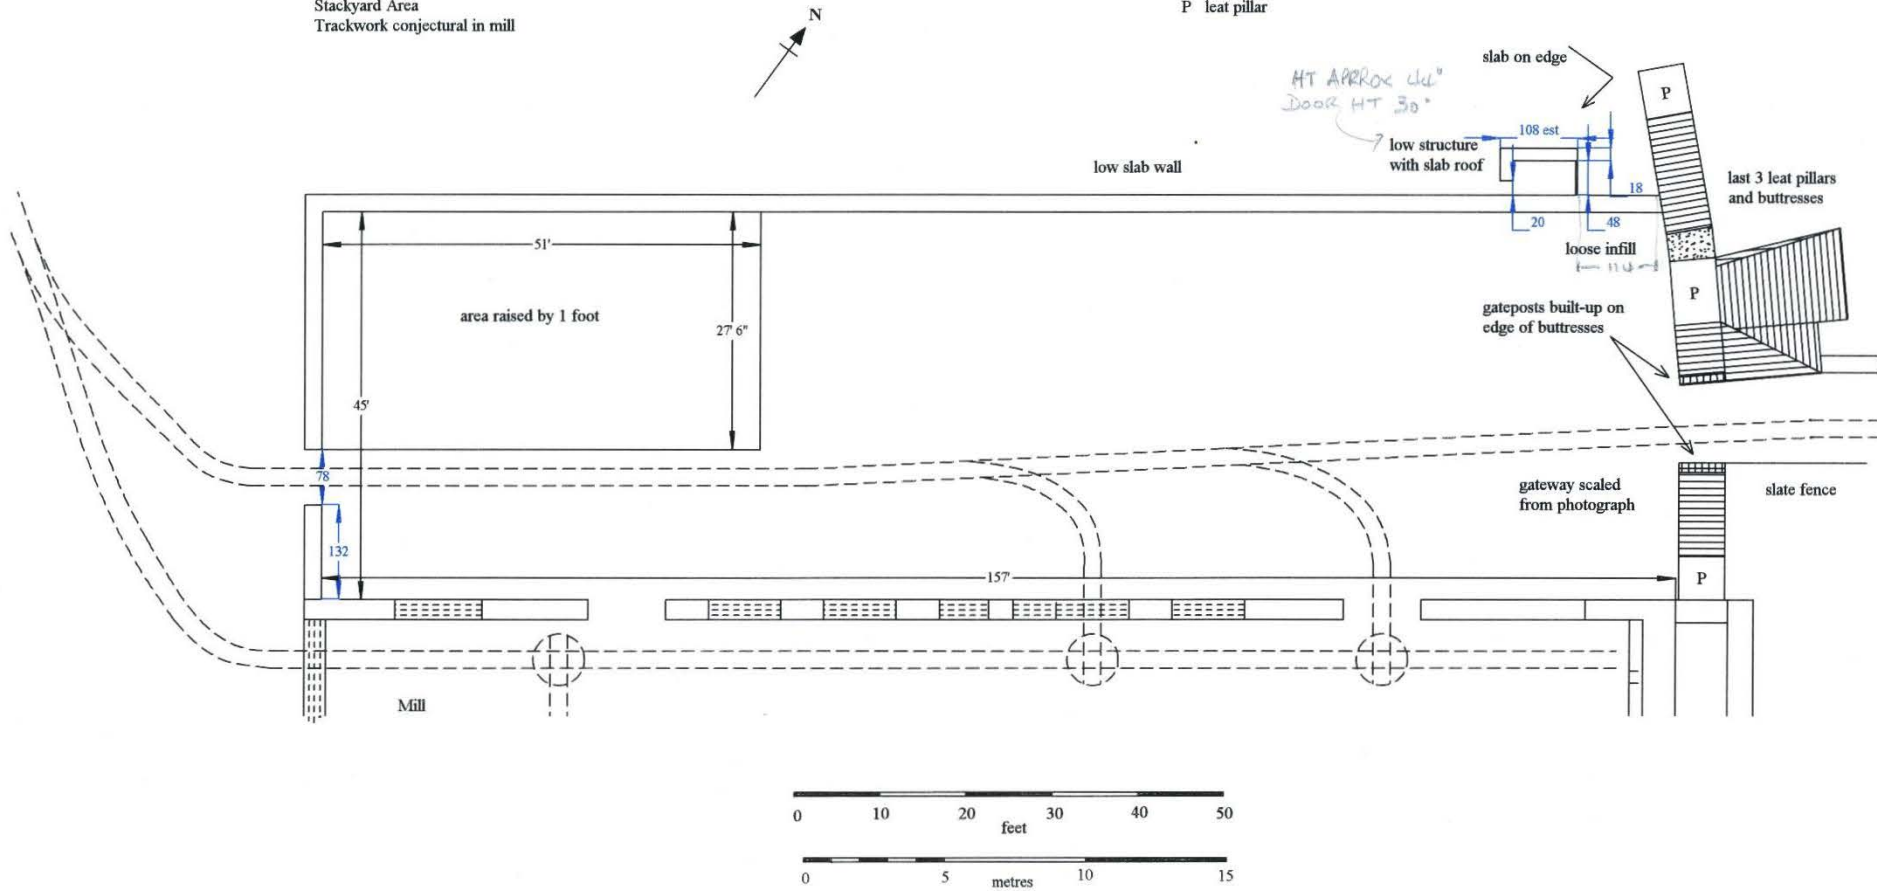 Stackyard Area
Trackwork conjectural in mill
N
P leat pillar
slab on edge
HT APRROX 44"
DOOR HT 30"
P
108 est
low structure
with slab roof
low slab wall
18
last 3 leat pillars
and buttresses
20
48
51'
loose infill
114
P
area raised by 1 foot
27' 6"
gateposts built-up on
edge of buttresses
45'
78
gateway scaled
from photograph
slate fence
132
157'
P
Mill
0 10 20 30 40 50
feet
0 5 10 15
metres